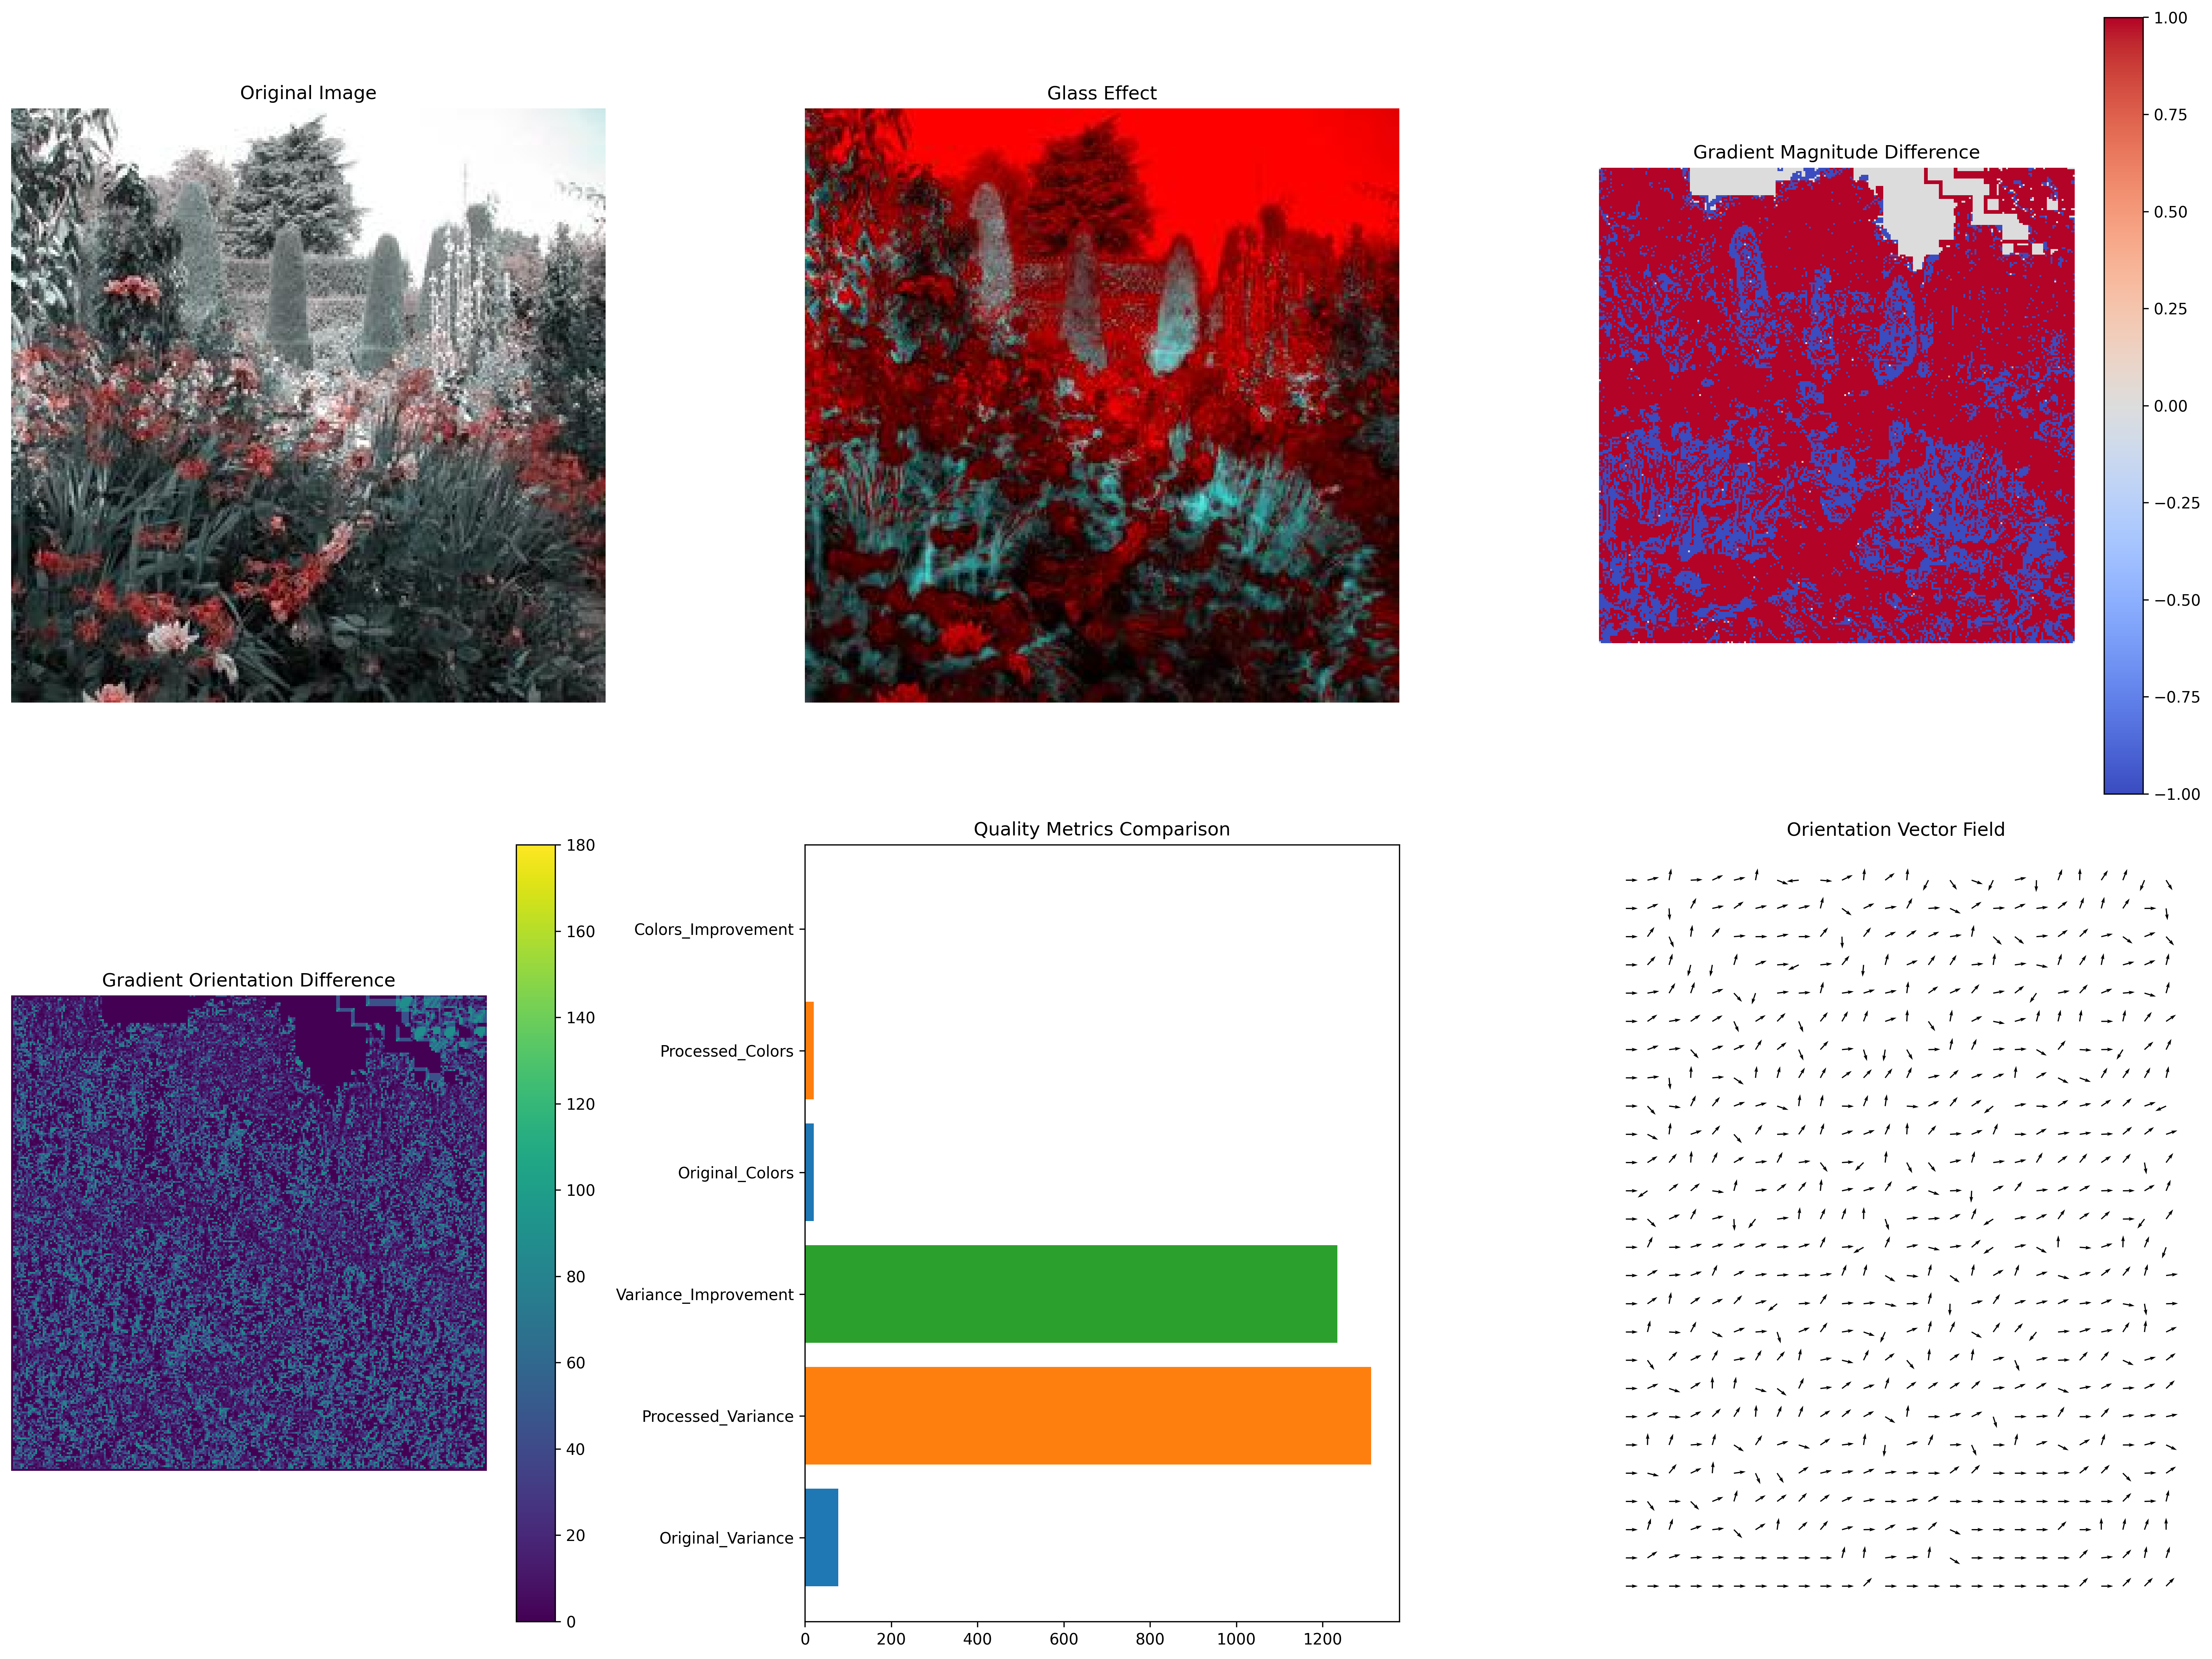 Original Image
Glass Effect
Gradient Magnitude Difference
1.00
0.75
0.50
0.25
0.00
−0.25
−0.50
−0.75
−1.00
Gradient Orientation Difference
180
160
140
120
100
80
60
40
20
0
Quality Metrics Comparison
Colors_Improvement
Processed_Colors
Original_Colors
Variance_Improvement
Processed_Variance
Original_Variance
0 200 400 600 800 1000 1200
Orientation Vector Field